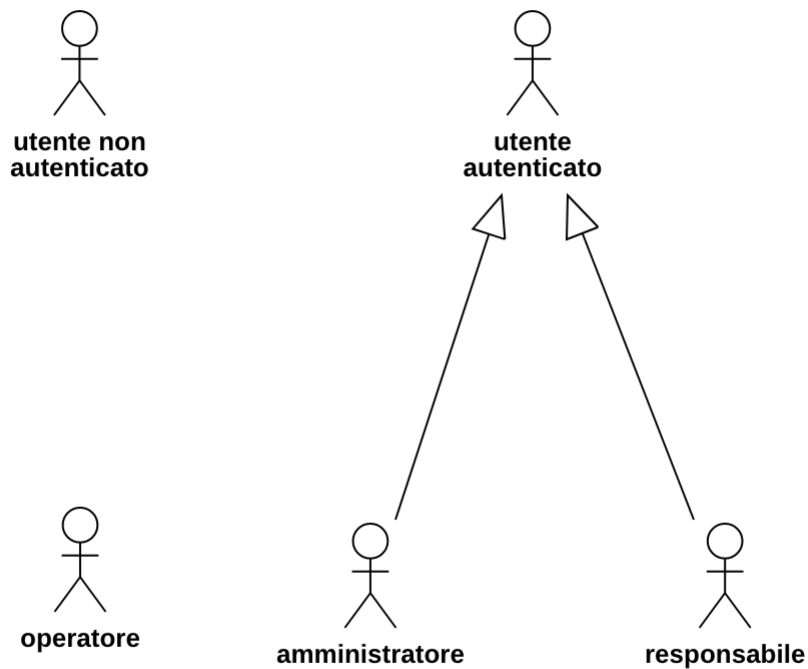 utente non
autenticato
utente
autenticato
operatore
amministratore
responsabile